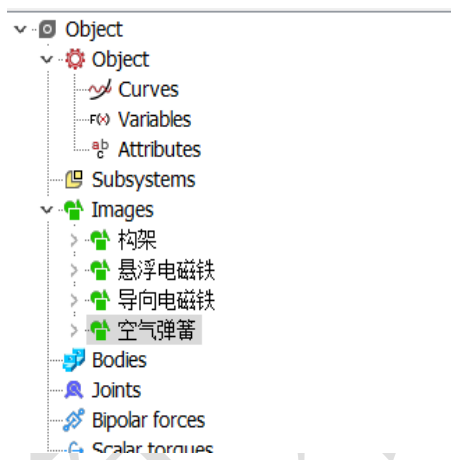 Object
Object
Curves
F(x) Variables
Attributes
Subsystems
Images
构架
悬浮电磁铁
导向电磁铁
空气弹簧
Bodies
Joints
Bipolar forces
Scalar torques